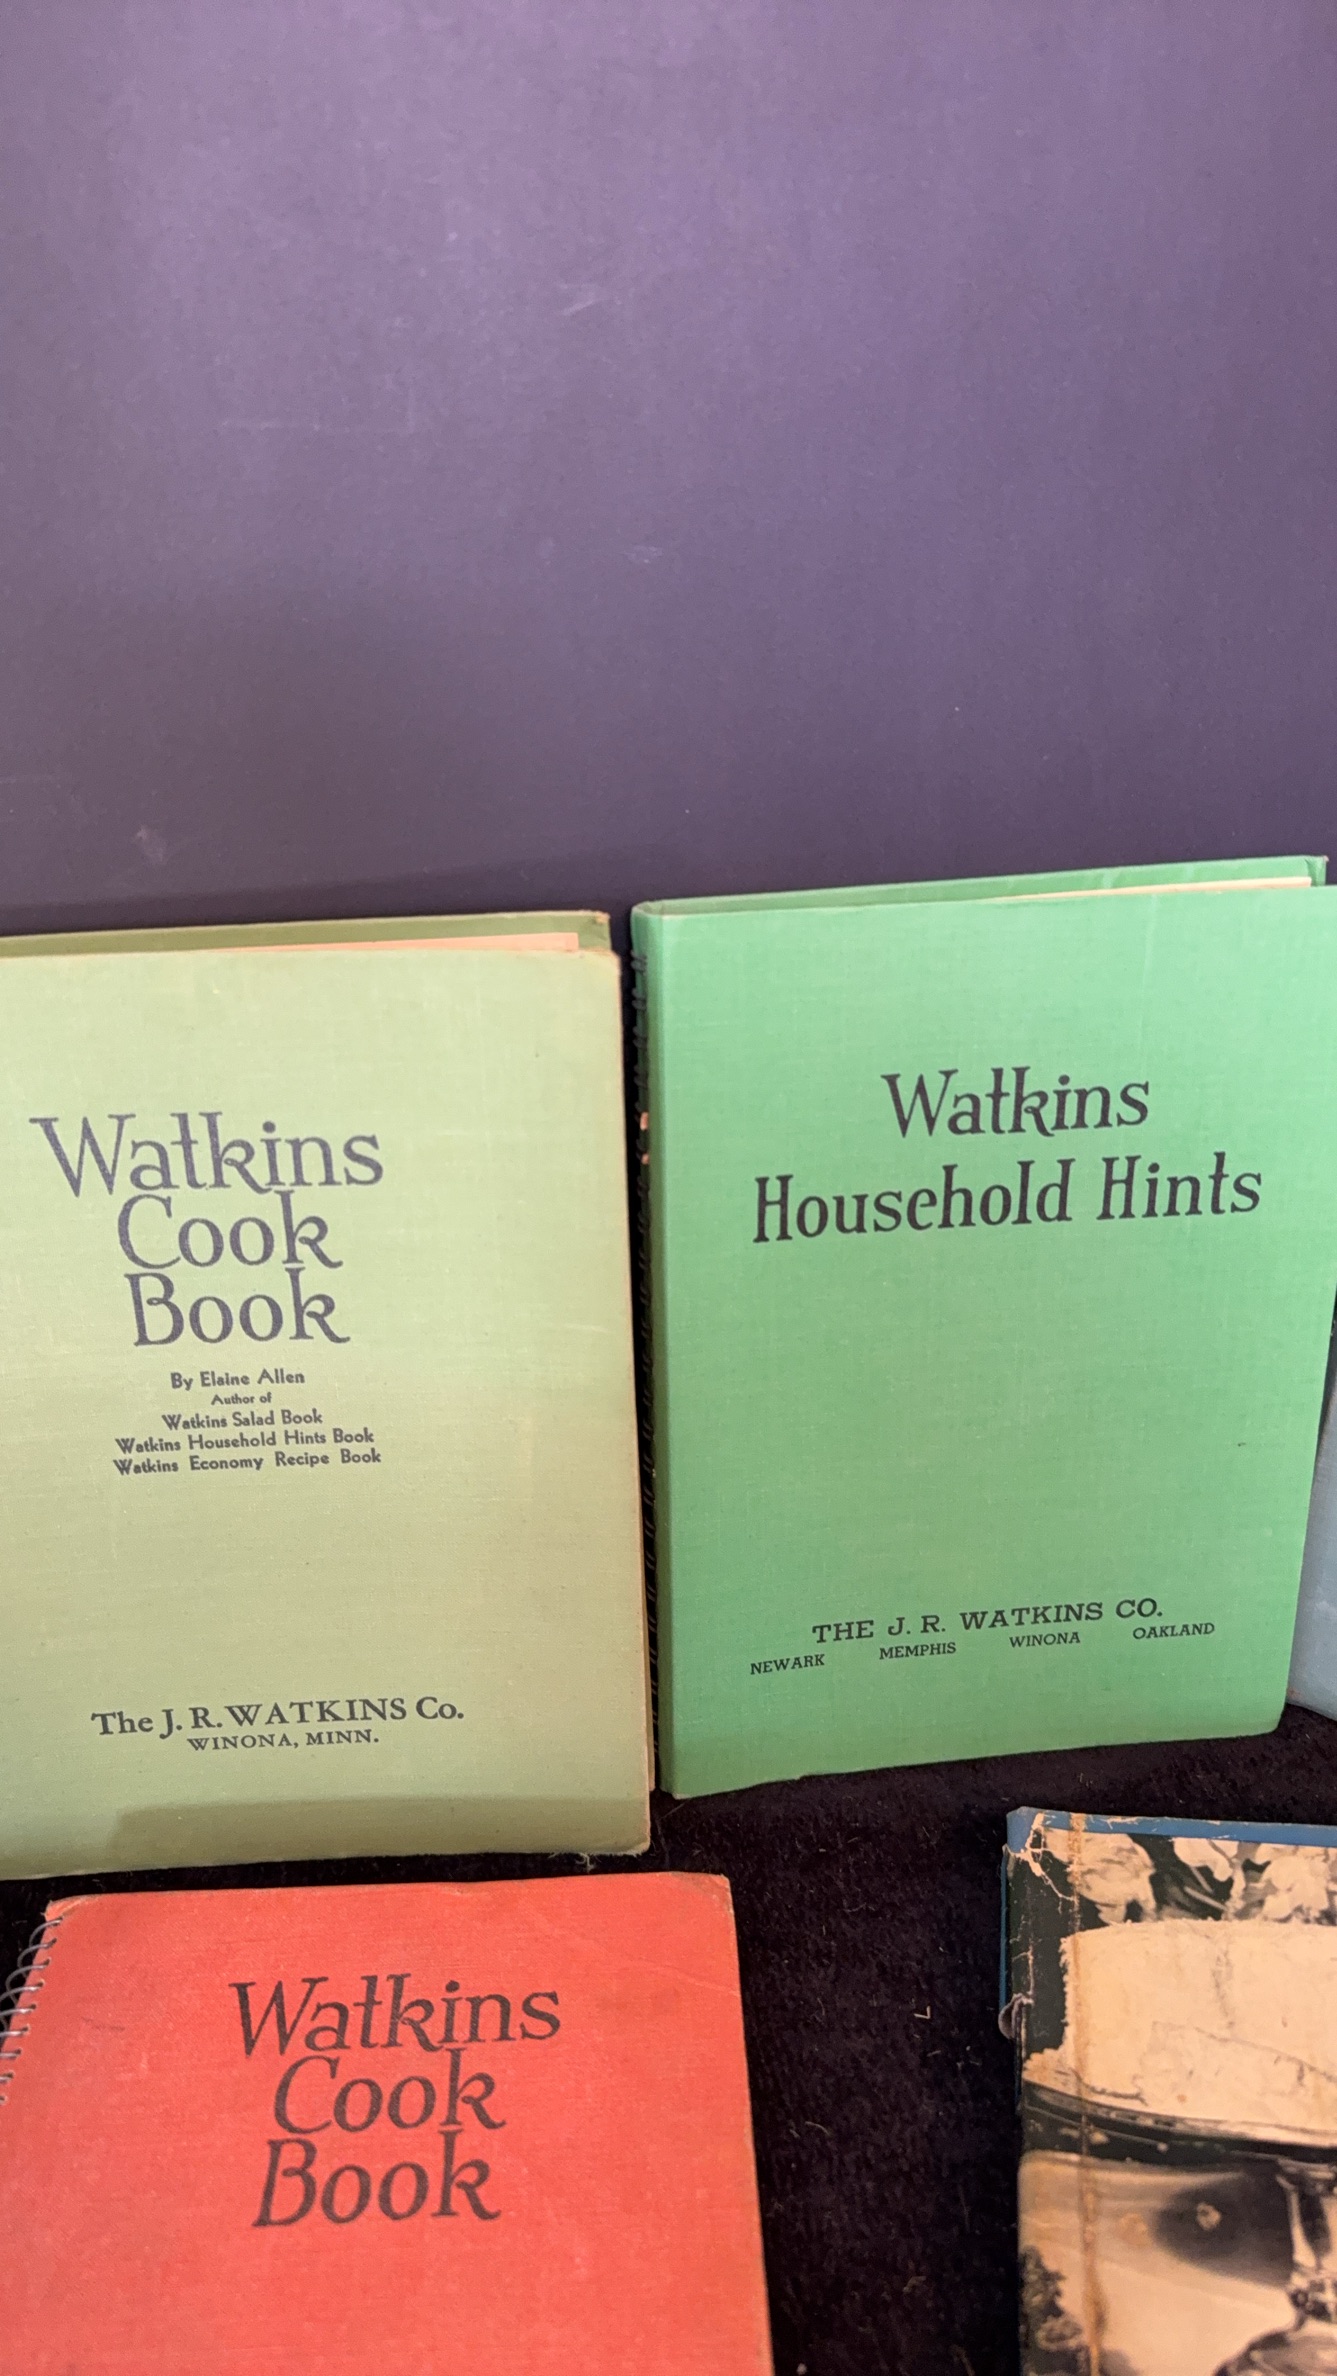 Watkins
Cook
Book
By Elaine Allen
Author of
Watkins Salad Book
Watkins Household Hints Book
Watkins Economy Recipe Book
The J. R. WATKINS Co.
WINONA, MINN.
Watkins
Household Hints
THE J. R. WATKINS CO.
NEWARK MEMPHIS WINONA OAKLAND
Watkins
Cook
Book